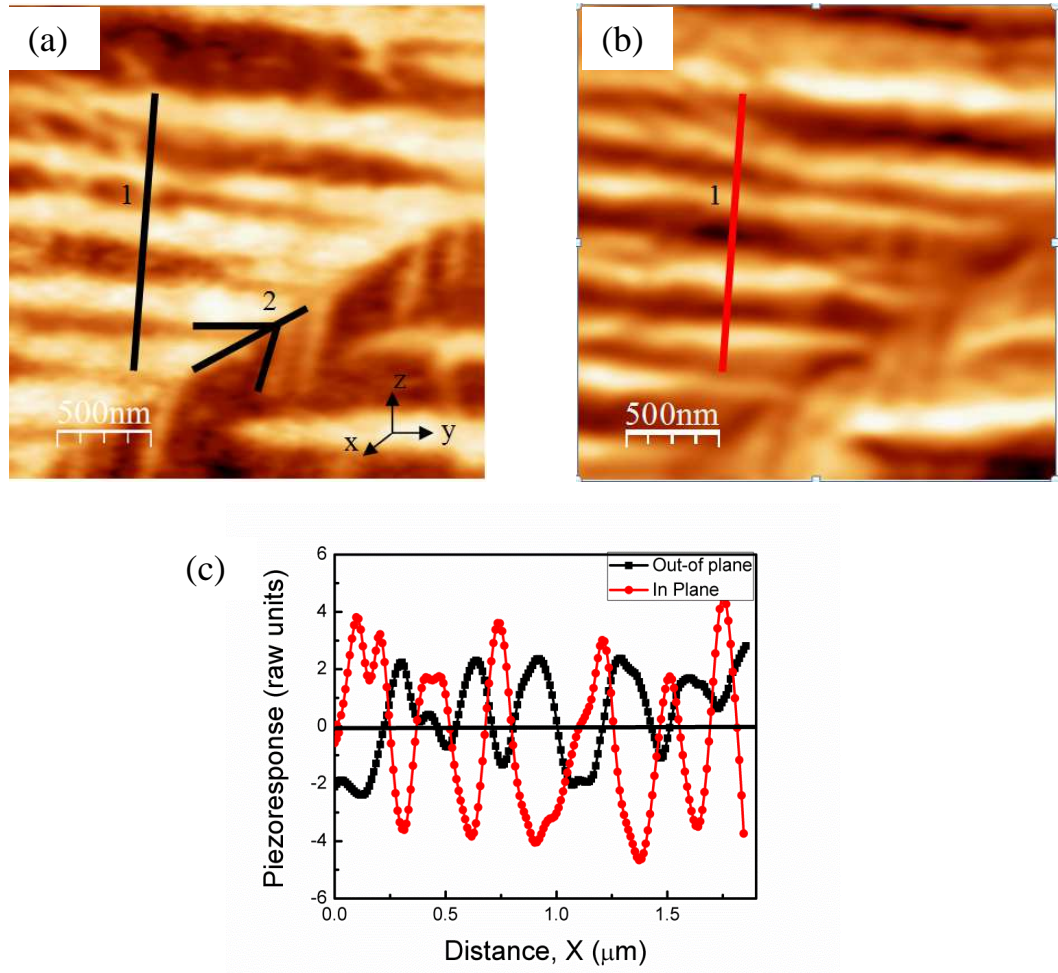 (a)
(b)
1
1
2
500nm
z
x
y
500nm
(c)
Piezoresponse (raw units)
6
4
2
0
-2
-4
-6
Out-of plane
In Plane
0.0 0.5 1.0 1.5
Distance, X (μm)